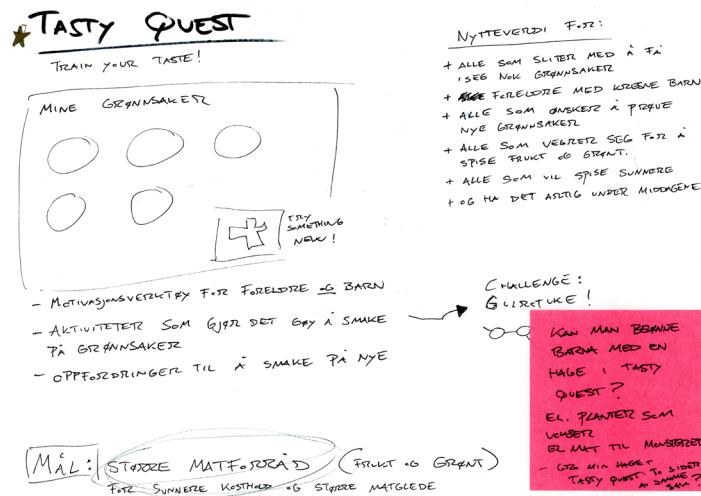 TASTY QUEST
TRAIN YOUR TASTE!
MINE GRØNNSAKER
TRY
SOMETHING
NEW!
- MOTIVASJONSVERKTØY FOR FORELDRE OG BARN
- AKTIVITETER SOM GJØR DET GØY Å SMAKE
PÅ GRØNNSAKER
- OPPFORDRINGER TIL Å SMAKE PÅ NYE
MÅL: STØRRE MATFORRÅD (FRUKT OG GRØNT)
FOR SUNNERE KOSTHOLD OG STØRRE MATGLEDE
NYTTEVERDI FOR:
+ ALLE SOM SLITER MED Å FÅ
I SEG NOK GRØNNSAKER
+ FORELDRE MED KRESNE BARN
+ ALLE SOM ØNSKER Å PRØVE
NYE GRØNNSAKER
+ ALLE SOM VEGRER SEG FOR Å
SPISE FRUKT OG GRØNT.
+ ALLE SOM VIL SPISE SUNNERE
+ OG HA DET ARTIG UNDER MIDDAGENE
CHALLENGE:
GULROTUKE!
KAN MAN BELØNNE
BARNA MED EN
HAGE I TASTY
QUEST?
EL. PLANTER SOM
VOKSER
EL MAT TIL MONSTERET
MIN HAGE &
TASTY QUEST: TO SIDER
AV SAMME
SAK?